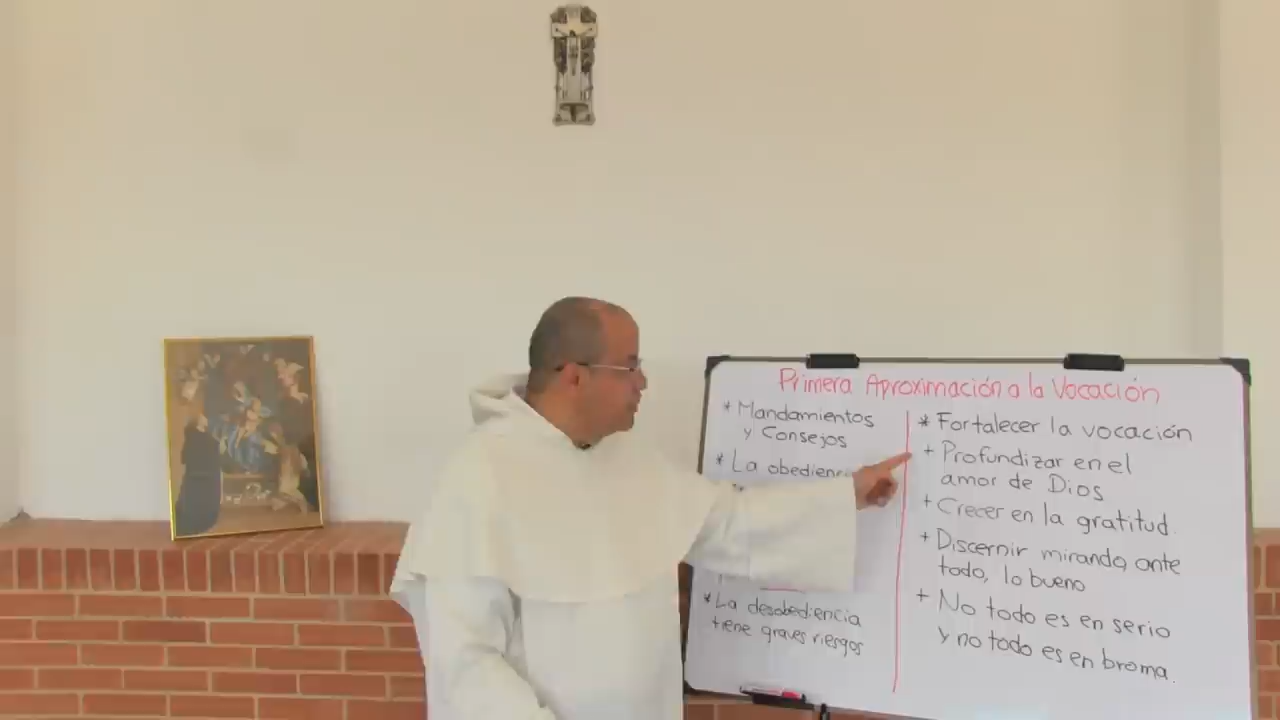 Primera Aproximación a la Vocación
* Mandamientos
y Consejos
* La
* La desobediencia
tiene graves riesgos
* Fortalecer la vocación
+ Profundizar en el
amor de Dios
+ Crecer en la gratitud.
+ Discernir mirando, ante
todo, lo bueno
+ No todo es en serio
y no todo es en broma.